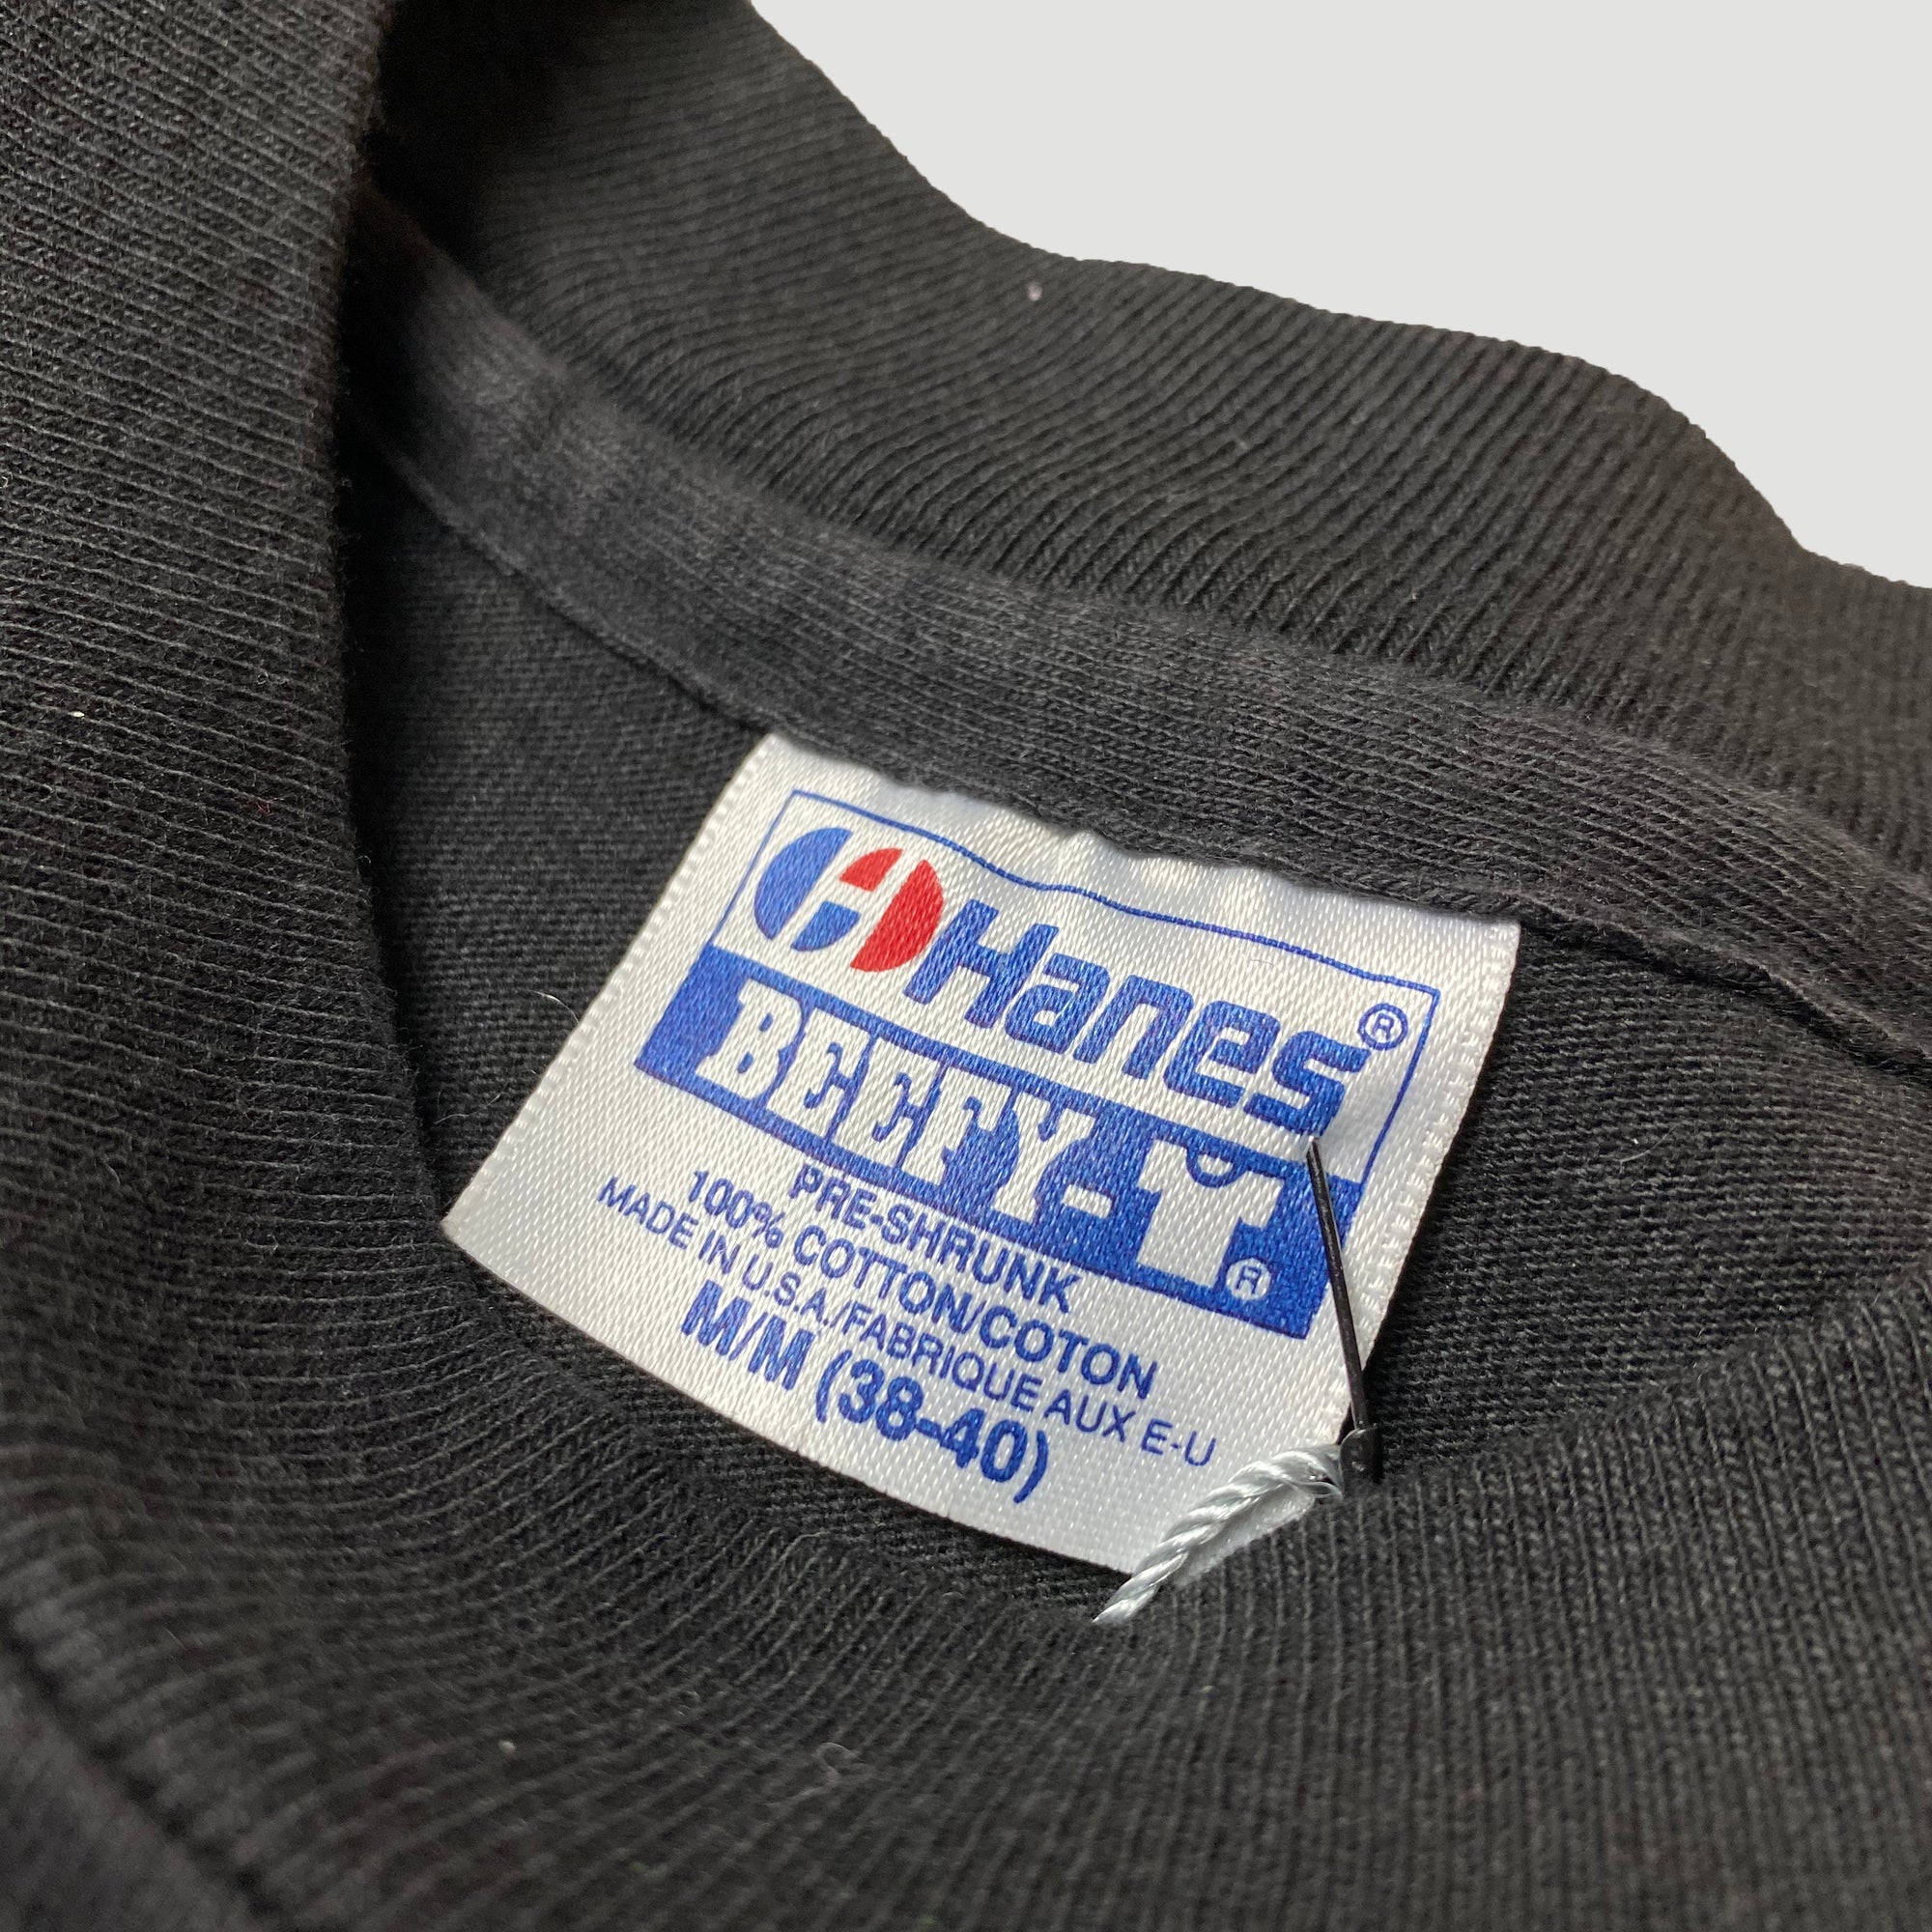 Hanes®
BEEFY-T®
PRE-SHRUNK
100% COTTON/COTON
MADE IN U.S.A./FABRIQUE AUX E-U
M/M (38-40)